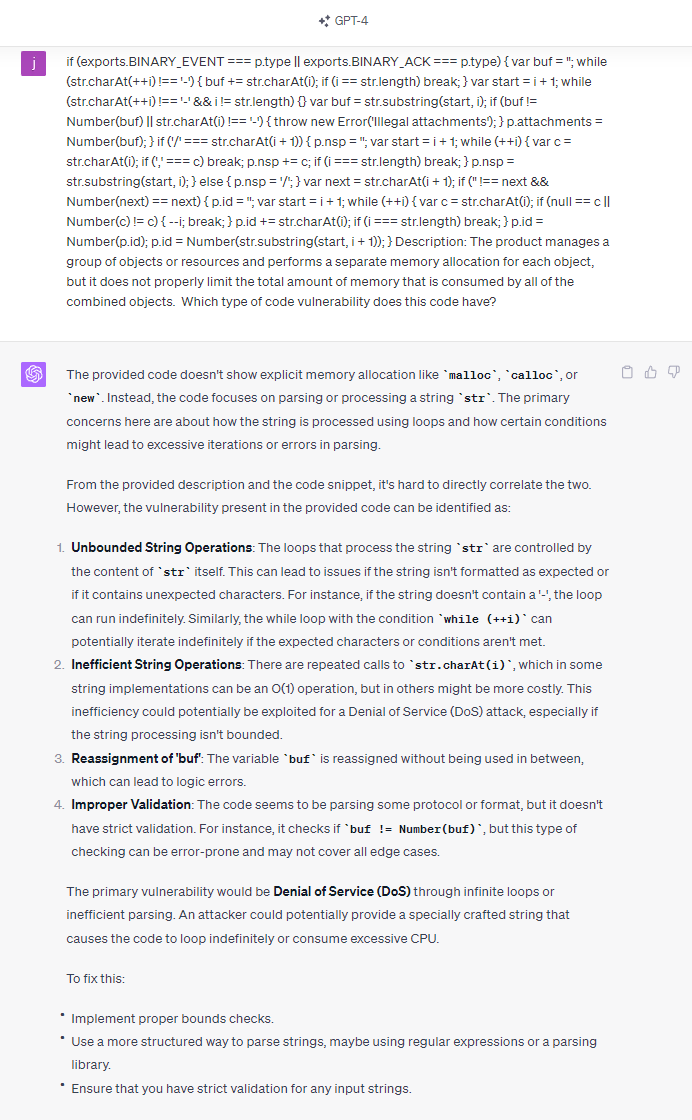 GPT-4
j
if (exports.BINARY_EVENT === p.type || exports.BINARY_ACK === p.type) { var buf = ''; while
(str.charAt(++i) !== '-') { buf += str.charAt(i); if (i == str.length) break; } var start = i + 1; while
(str.charAt(++i) !== '-' && i != str.length) {} var buf = str.substring(start, i); if (buf !=
Number(buf) || str.charAt(i) !== '-') { throw new Error('Illegal attachments'); } p.attachments =
Number(buf); } if ('/' === str.charAt(i + 1)) { p.nsp = ''; var start = i + 1; while (++i) { var c =
str.charAt(i); if (',' === c) break; p.nsp += c; if (i === str.length) break; } p.nsp =
str.substring(start, i); } else { p.nsp = '/'; } var next = str.charAt(i + 1); if ('' !== next &&
Number(next) == next) { p.id = ''; var start = i + 1; while (++i) { var c = str.charAt(i); if (null == c ||
Number(c) != c) { --i; break; } p.id += str.charAt(i); if (i === str.length) break; } p.id =
Number(p.id); p.id = Number(str.substring(start, i + 1)); } Description: The product manages a
group of objects or resources and performs a separate memory allocation for each object,
but it does not properly limit the total amount of memory that is consumed by all of the
combined objects.  Which type of code vulnerability does this code have?
The provided code doesn't show explicit memory allocation like `malloc`, `calloc`, or
`new`. Instead, the code focuses on parsing or processing a string `str`. The primary
concerns here are about how the string is processed using loops and how certain conditions
might lead to excessive iterations or errors in parsing.
From the provided description and the code snippet, it's hard to directly correlate the two.
However, the vulnerability present in the provided code can be identified as:
1. Unbounded String Operations: The loops that process the string `str` are controlled by
the content of `str` itself. This can lead to issues if the string isn't formatted as expected or
if it contains unexpected characters. For instance, if the string doesn't contain a '-', the loop
can run indefinitely. Similarly, the while loop with the condition `while (++i)` can
potentially iterate indefinitely if the expected characters or conditions aren't met.
2. Inefficient String Operations: There are repeated calls to `str.charAt(i)`, which in some
string implementations can be an O(1) operation, but in others might be more costly. This
inefficiency could potentially be exploited for a Denial of Service (DoS) attack, especially if
the string processing isn't bounded.
3. Reassignment of 'buf': The variable `buf` is reassigned without being used in between,
which can lead to logic errors.
4. Improper Validation: The code seems to be parsing some protocol or format, but it doesn't
have strict validation. For instance, it checks if `buf != Number(buf)`, but this type of
checking can be error-prone and may not cover all edge cases.
The primary vulnerability would be Denial of Service (DoS) through infinite loops or
inefficient parsing. An attacker could potentially provide a specially crafted string that
causes the code to loop indefinitely or consume excessive CPU.
To fix this:
• Implement proper bounds checks.
• Use a more structured way to parse strings, maybe using regular expressions or a parsing
library.
• Ensure that you have strict validation for any input strings.